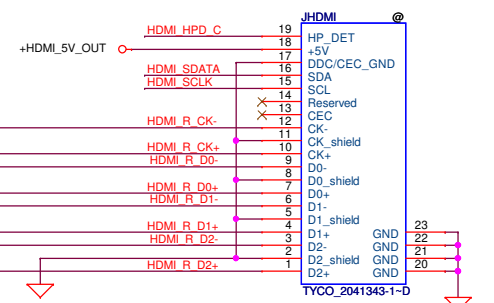 JHDMI @
HDMI_HPD_C 19 HP_DET
+HDMI_5V_OUT 18 +5V
17 DDC/CEC_GND
HDMI_SDATA 16 SDA
HDMI_SCLK 15 SCL
14 Reserved
13 CEC
HDMI_R_CK- 12 CK-
11 CK_shield
HDMI_R_CK+ 10 CK+
HDMI_R_D0- 9 D0-
8 D0_shield
HDMI_R_D0+ 7 D0+
HDMI_R_D1- 6 D1-
5 D1_shield
HDMI_R_D1+ 4 D1+ GND 23
HDMI_R_D2- 3 D2- GND 22
2 D2_shield GND 21
HDMI_R_D2+ 1 D2+ GND 20
TYCO_2041343-1~D